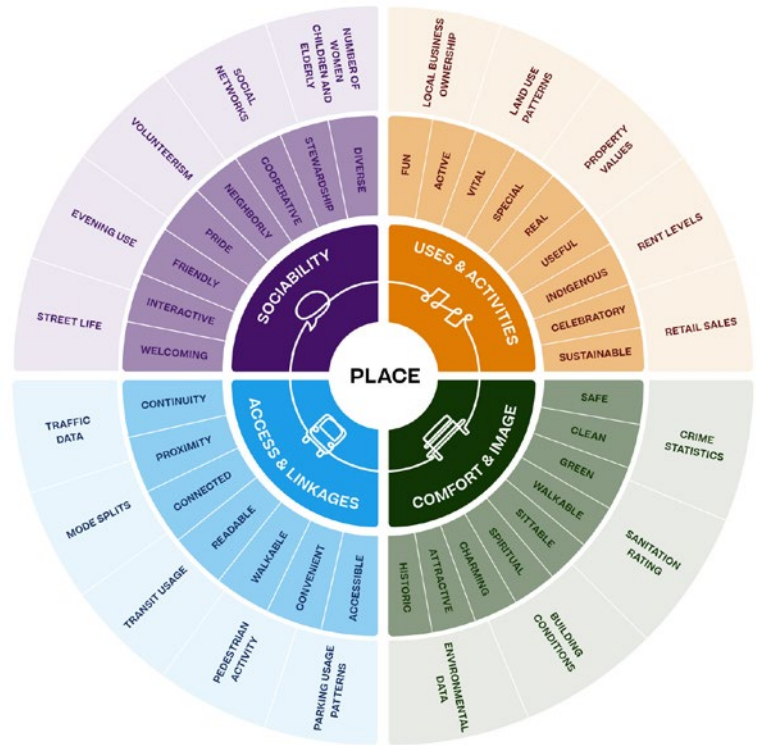 PLACE
SOCIABILITY
WELCOMING
INTERACTIVE
FRIENDLY
PRIDE
NEIGHBORLY
COOPERATIVE
STEWARDSHIP
DIVERSE
STREET LIFE
EVENING USE
VOLUNTEERISM
SOCIAL
NETWORKS
NUMBER OF
WOMEN
CHILDREN AND
ELDERLY
USES & ACTIVITIES
FUN
ACTIVE
VITAL
SPECIAL
REAL
USEFUL
INDIGENOUS
CELEBRATORY
SUSTAINABLE
LOCAL BUSINESS
OWNERSHIP
LAND USE
PATTERNS
PROPERTY
VALUES
RENT LEVELS
RETAIL SALES
COMFORT & IMAGE
SAFE
CLEAN
GREEN
WALKABLE
SITTABLE
SPIRITUAL
CHARMING
ATTRACTIVE
HISTORIC
CRIME
STATISTICS
SANITATION
RATING
BUILDING
CONDITIONS
ENVIRONMENTAL
DATA
ACCESS & LINKAGES
CONTINUITY
PROXIMITY
CONNECTED
READABLE
WALKABLE
CONVENIENT
ACCESSIBLE
TRAFFIC
DATA
MODE SPLITS
TRANSIT USAGE
PEDESTRIAN
ACTIVITY
PARKING USAGE
PATTERNS